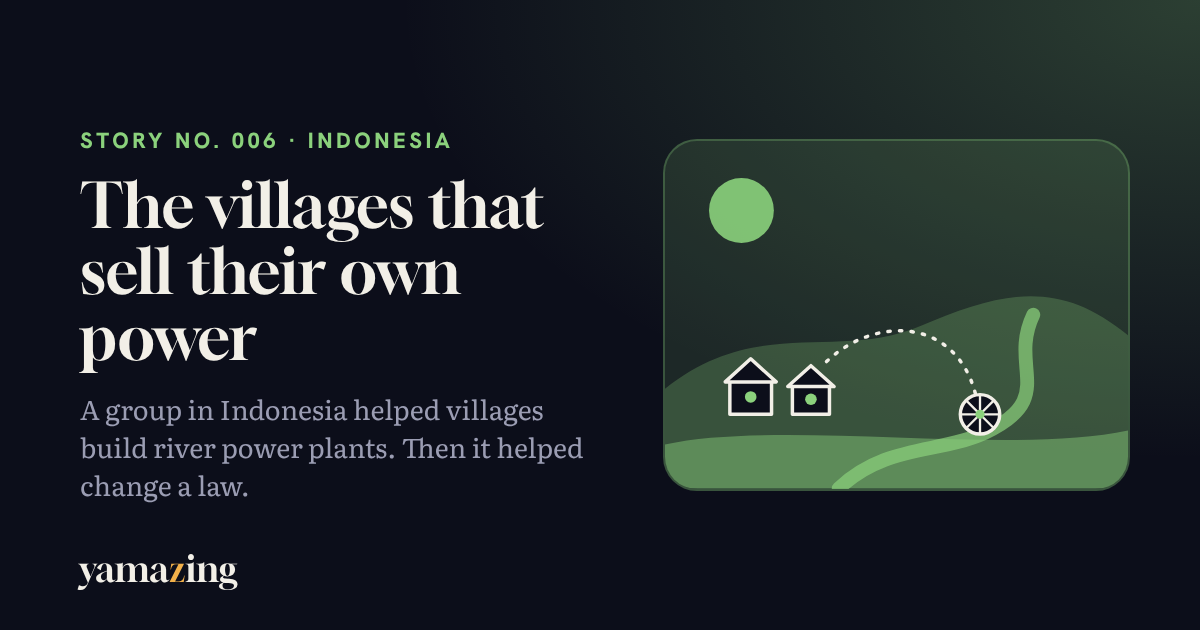 STORY NO. 006 · INDONESIA
The villages that
sell their own
power
A group in Indonesia helped villages
build river power plants. Then it helped
change a law.
yamazing